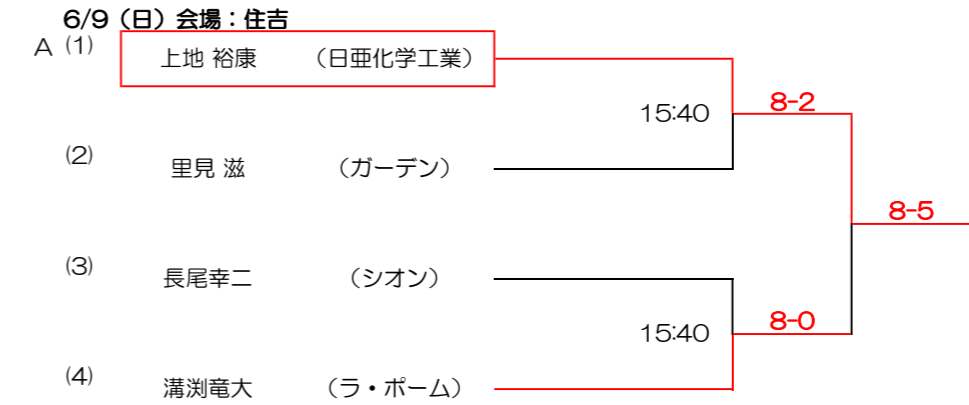 6/9（日）会場：住吉
A (1) 上地 裕康 （日亜化学工業）
15:40 8-2
(2) 里見 滋 （ガーデン）
8-5
(3) 長尾幸二 （シオン）
15:40 8-0
(4) 溝渕竜大 （ラ・ポーム）